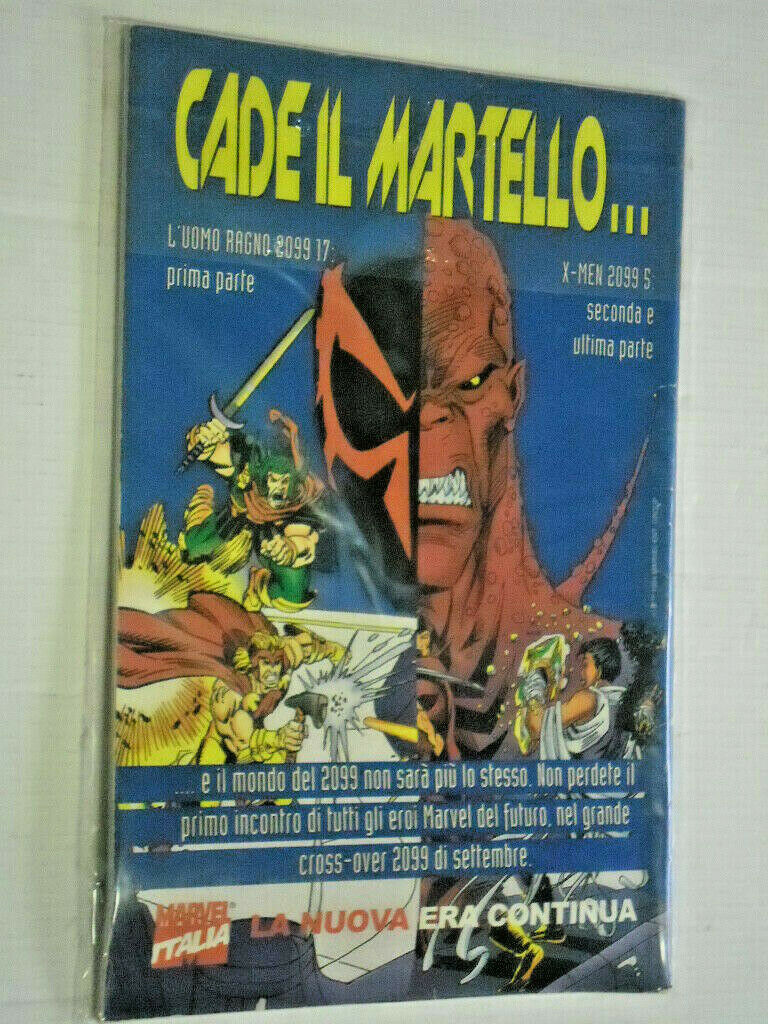 CADE IL MARTELLO...
L'UOMO RAGNO 2099 17:
prima parte
X-MEN 2099 5
seconda e
ultima parte
.... e il mondo del 2099 non sarà più lo stesso. Non perdete il
primo incontro di tutti gli eroi Marvel del futuro, nel grande
cross-over 2099 di settembre.
MARVEL
ITALIA
LA NUOVA ERA CONTINUA